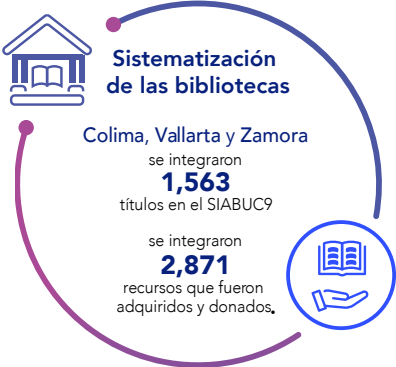 Sistematización
de las bibliotecas
Colima, Vallarta y Zamora
se integraron
1,563
títulos en el SIABUC9
se integraron
2,871
recursos que fueron
adquiridos y donados.